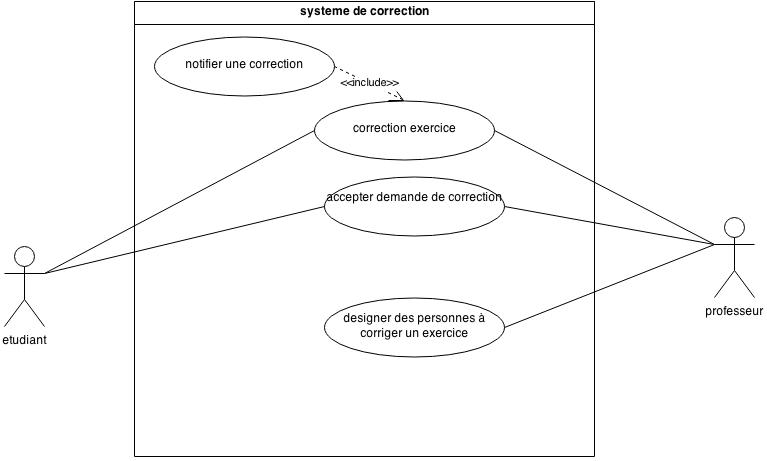 systeme de correction
notifier une correction
<<include>>
correction exercice
accepter demande de correction
designer des personnes à
corriger un exercice
etudiant
professeur